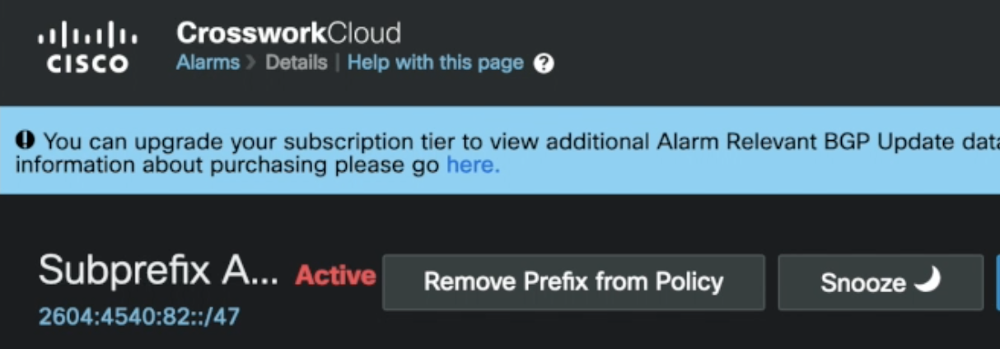 CISCO
CrossworkCloud
Alarms > Details | Help with this page ?
! You can upgrade your subscription tier to view additional Alarm Relevant BGP Update
information about purchasing please go here.
Subprefix A... Active
Remove Prefix from Policy
Snooze
2604:4540:82::/47